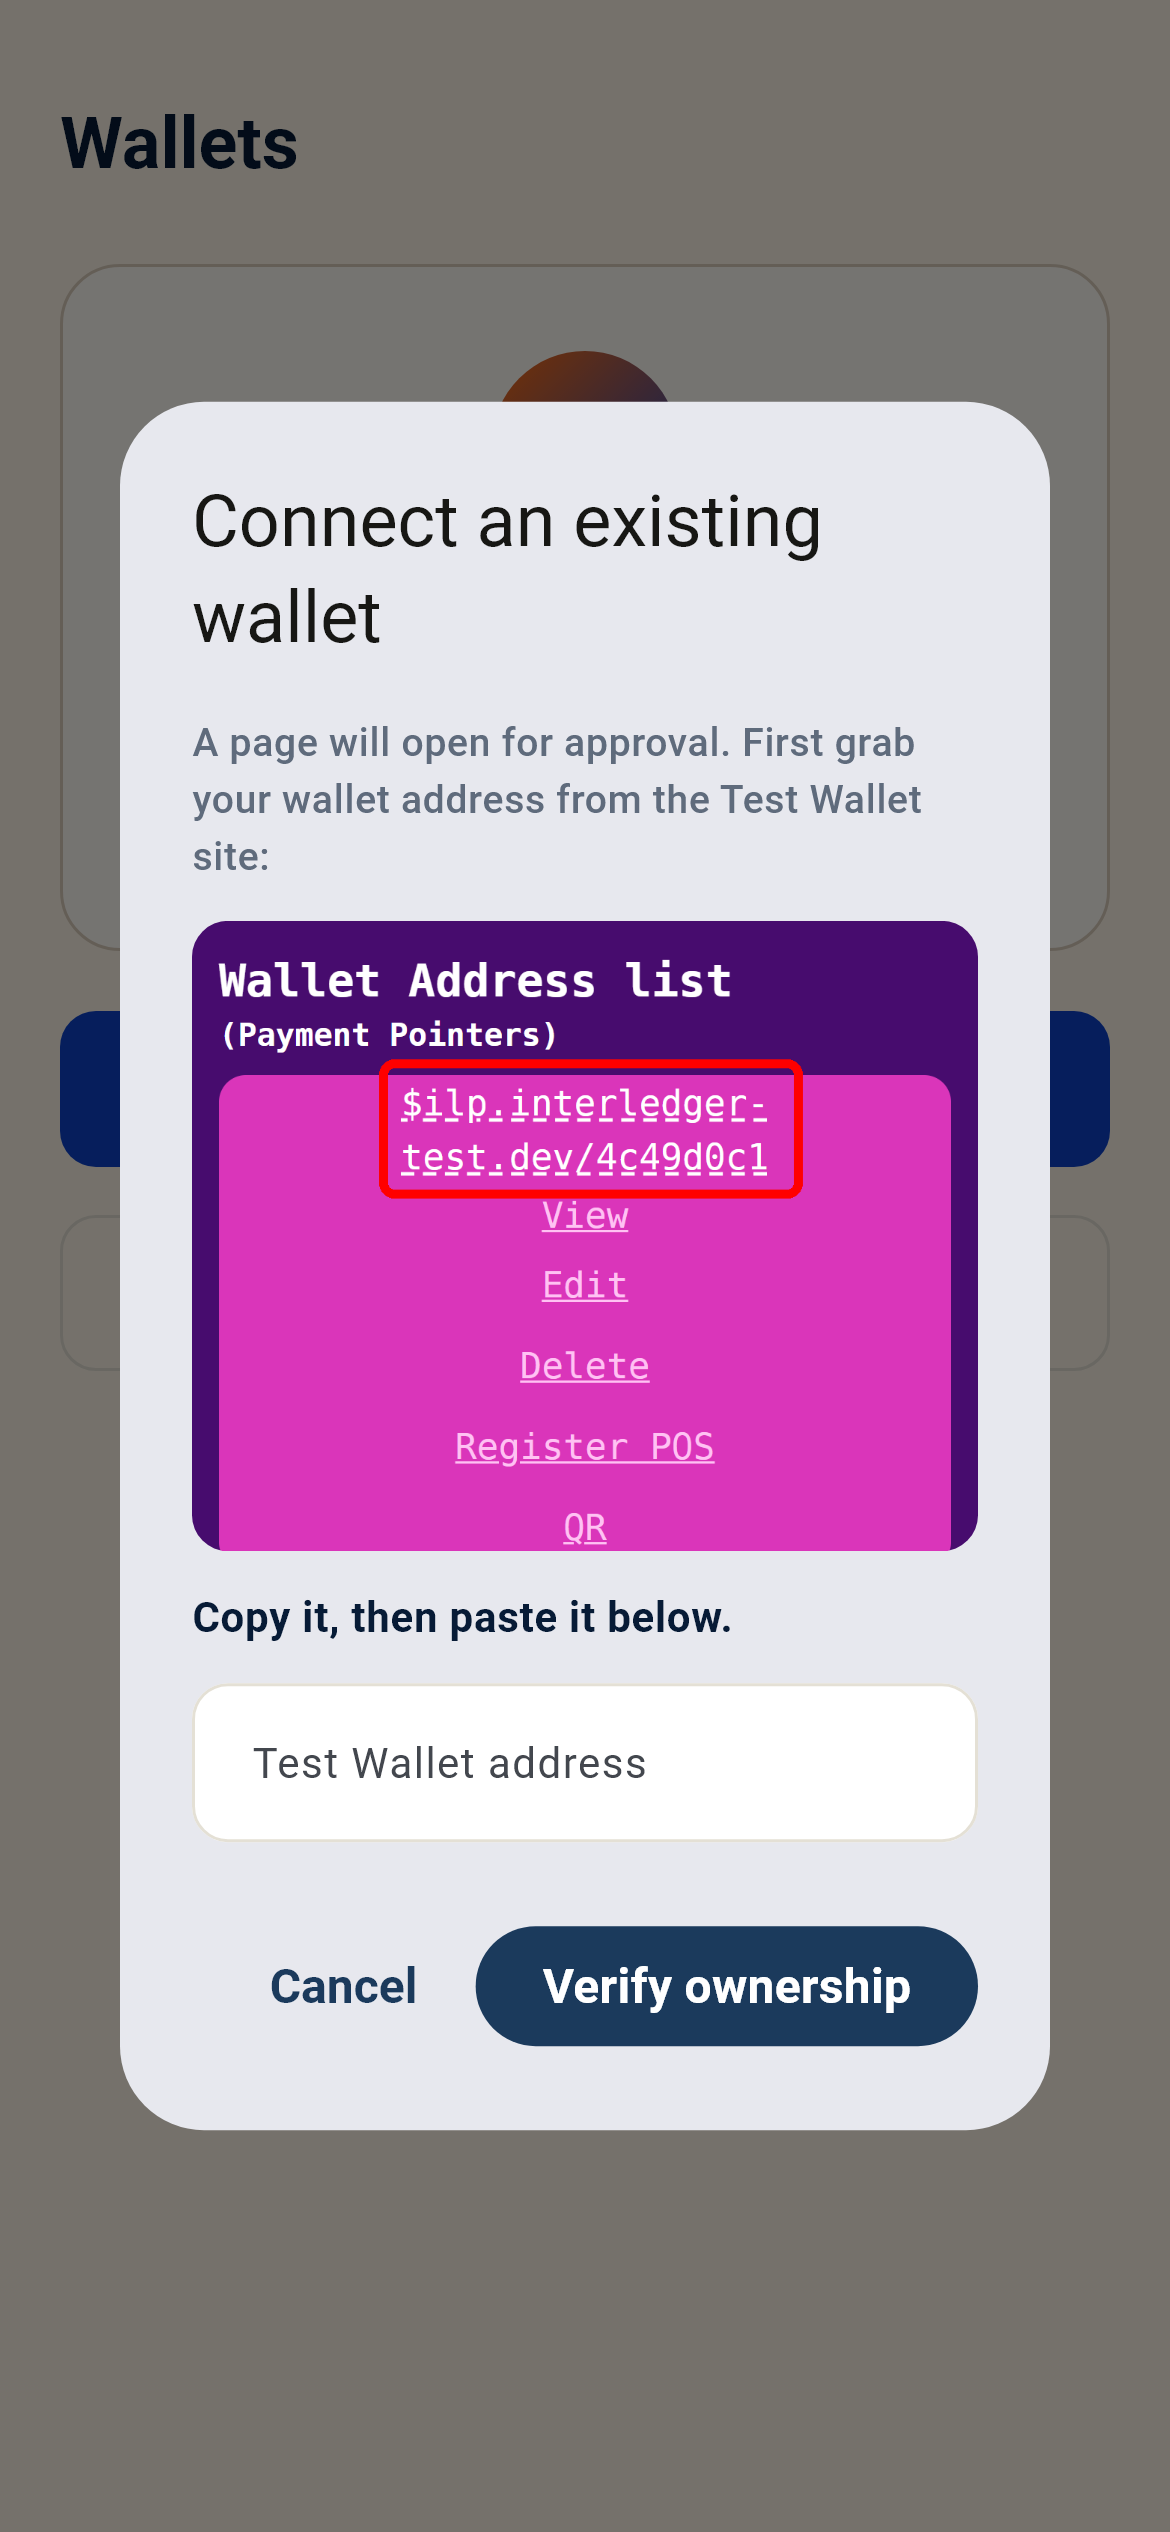 Wallets
Connect an existing
wallet
A page will open for approval. First grab
your wallet address from the Test Wallet
site:
Wallet Address list
(Payment Pointers)
$ilp.interledger-
test.dev/4c49d0c1
View
Edit
Delete
Register POS
QR
Copy it, then paste it below.
Test Wallet address
Cancel
Verify ownership